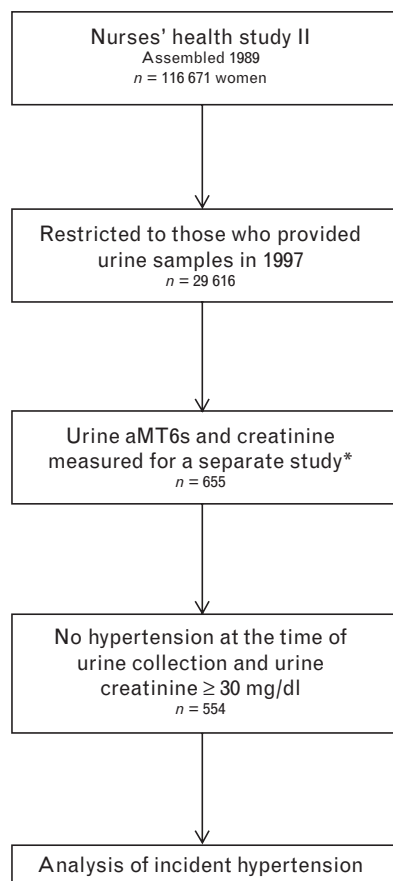 Nurses' health study II
Assembled 1989
n = 116 671 women
Restricted to those who provided
urine samples in 1997
n = 29 616
Urine aMT6s and creatinine
measured for a separate study*
n = 655
No hypertension at the time of
urine collection and urine
creatinine ≥ 30 mg/dl
n = 554
Analysis of incident hypertension